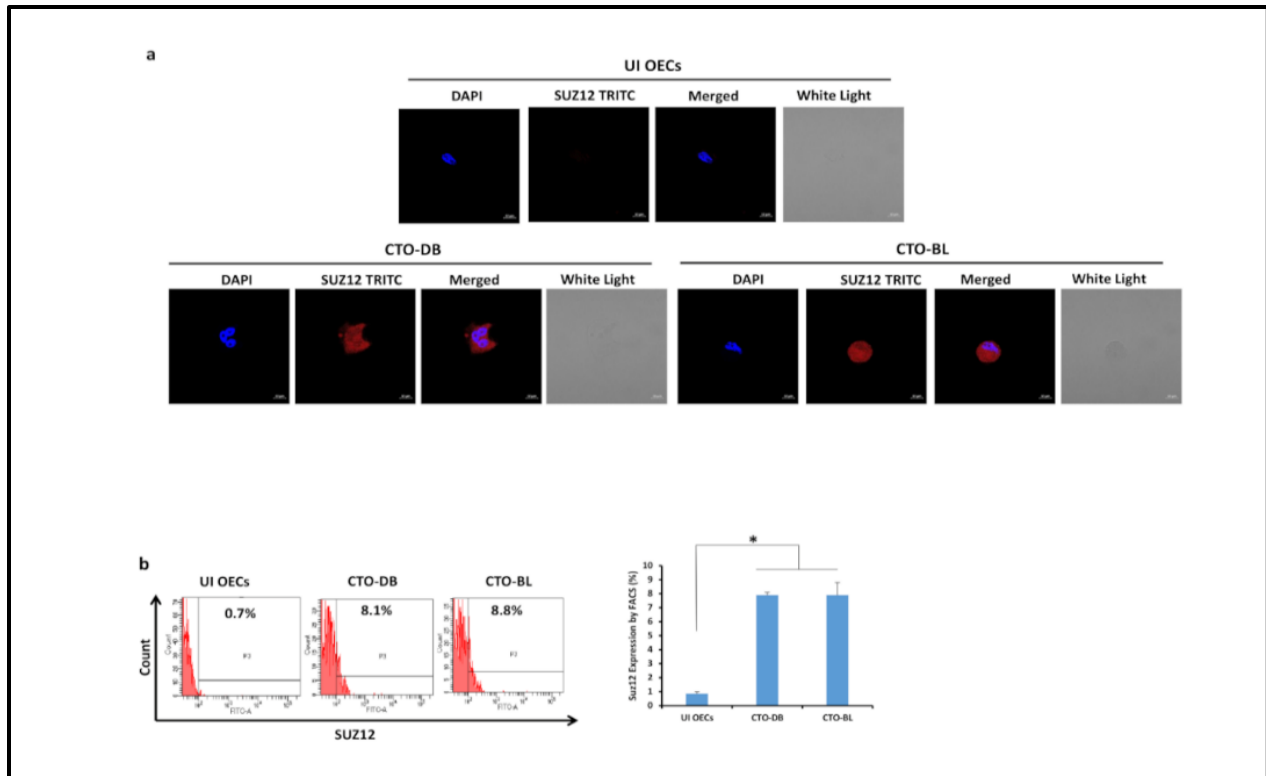 a
UI OECs
DAPI SUZ12 TRITC Merged White Light
CTO-DB CTO-BL
DAPI SUZ12 TRITC Merged White Light DAPI SUZ12 TRITC Merged White Light
b
UI OECs CTO-DB CTO-BL
0.7% 8.1% 8.8%
Count
Count Count Count
FITC-A FITC-A FITC-A
SUZ12
*
Suz12 Expression by FACS (%)
10
9
8
7
6
5
4
3
2
1
0
UI OECs CTO-DB CTO-BL